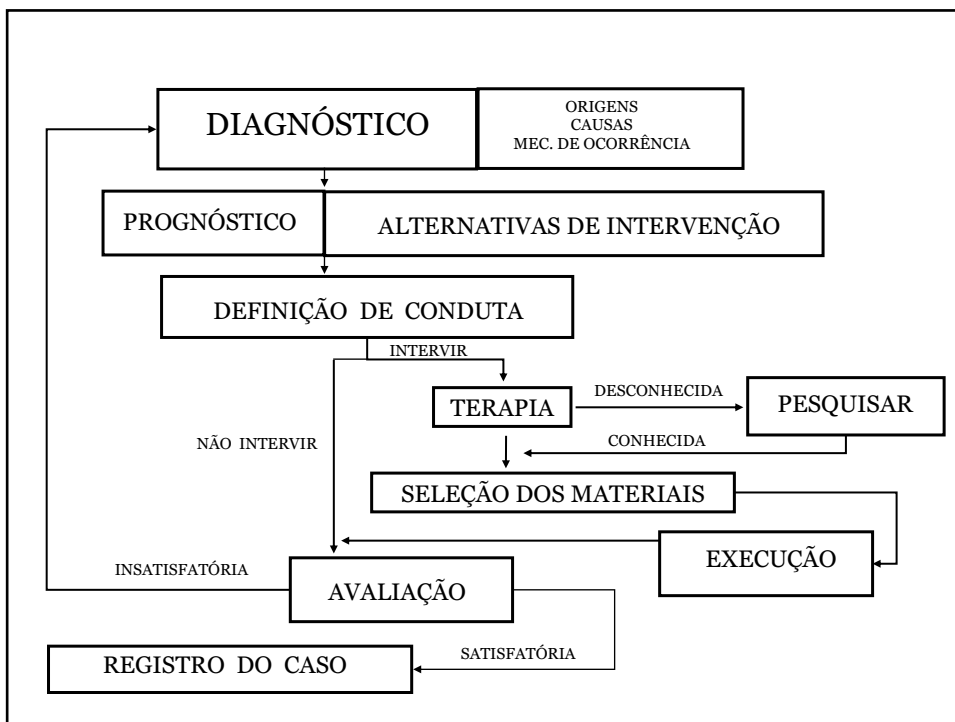 DIAGNÓSTICO
ORIGENS
CAUSAS
MEC. DE OCORRÊNCIA
PROGNÓSTICO
ALTERNATIVAS DE INTERVENÇÃO
DEFINIÇÃO DE CONDUTA
INTERVIR
TERAPIA
DESCONHECIDA
PESQUISAR
NÃO INTERVIR
CONHECIDA
SELEÇÃO DOS MATERIAIS
EXECUÇÃO
INSATISFATÓRIA
AVALIAÇÃO
SATISFATÓRIA
REGISTRO DO CASO